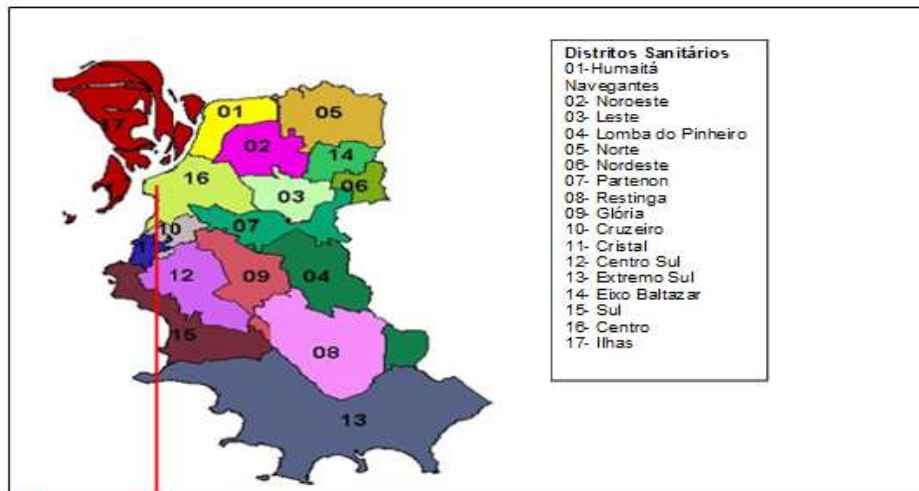 Distritos Sanitários
01-Humaitá
Navegantes
02- Noroeste
03- Leste
04- Lomba do Pinheiro
05- Norte
06- Nordeste
07- Partenon
08- Restinga
09- Glória
10- Cruzeiro
11- Cristal
12- Centro Sul
13- Extremo Sul
14- Eixo Baltazar
15- Sul
16- Centro
17- Ilhas
01
05
17
02
14
16
06
03
07
10
12
09
04
15
08
13